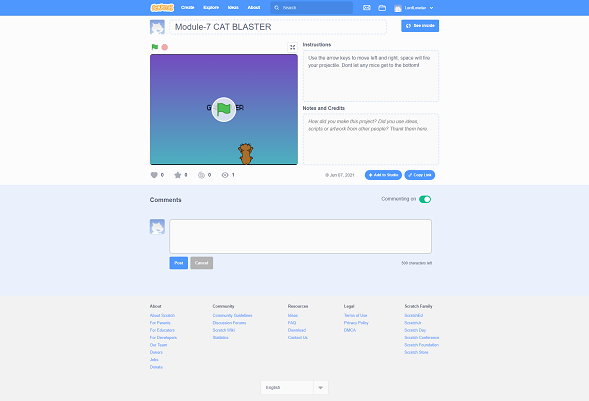 SCRATCH
Create Explore Ideas About Search
Module-7 CAT BLASTER
See inside
Instructions
Use the arrow keys to move left and right, space will fire
your projectile. Dont let any mice get to the bottom!
Notes and Credits
How did you make this project? Did you use ideas,
scripts or artwork from other people? Thank them here.
0 0 0 1
© Jun 07, 2021
Add to Studio
Copy Link
Comments
Commenting on
Post Cancel
500 characters left
About Community Resources Legal Scratch Family
About Scratch Community Guidelines Ideas Terms of Use ScratchEd
For Parents Discussion Forums FAQ Privacy Policy ScratchJr
For Educators Scratch Wiki Download DMCA Scratch Day
For Developers Statistics Contact Us Scratch Conference
Our Team Scratch Foundation
Donors Scratch Store
Jobs
Donate
English